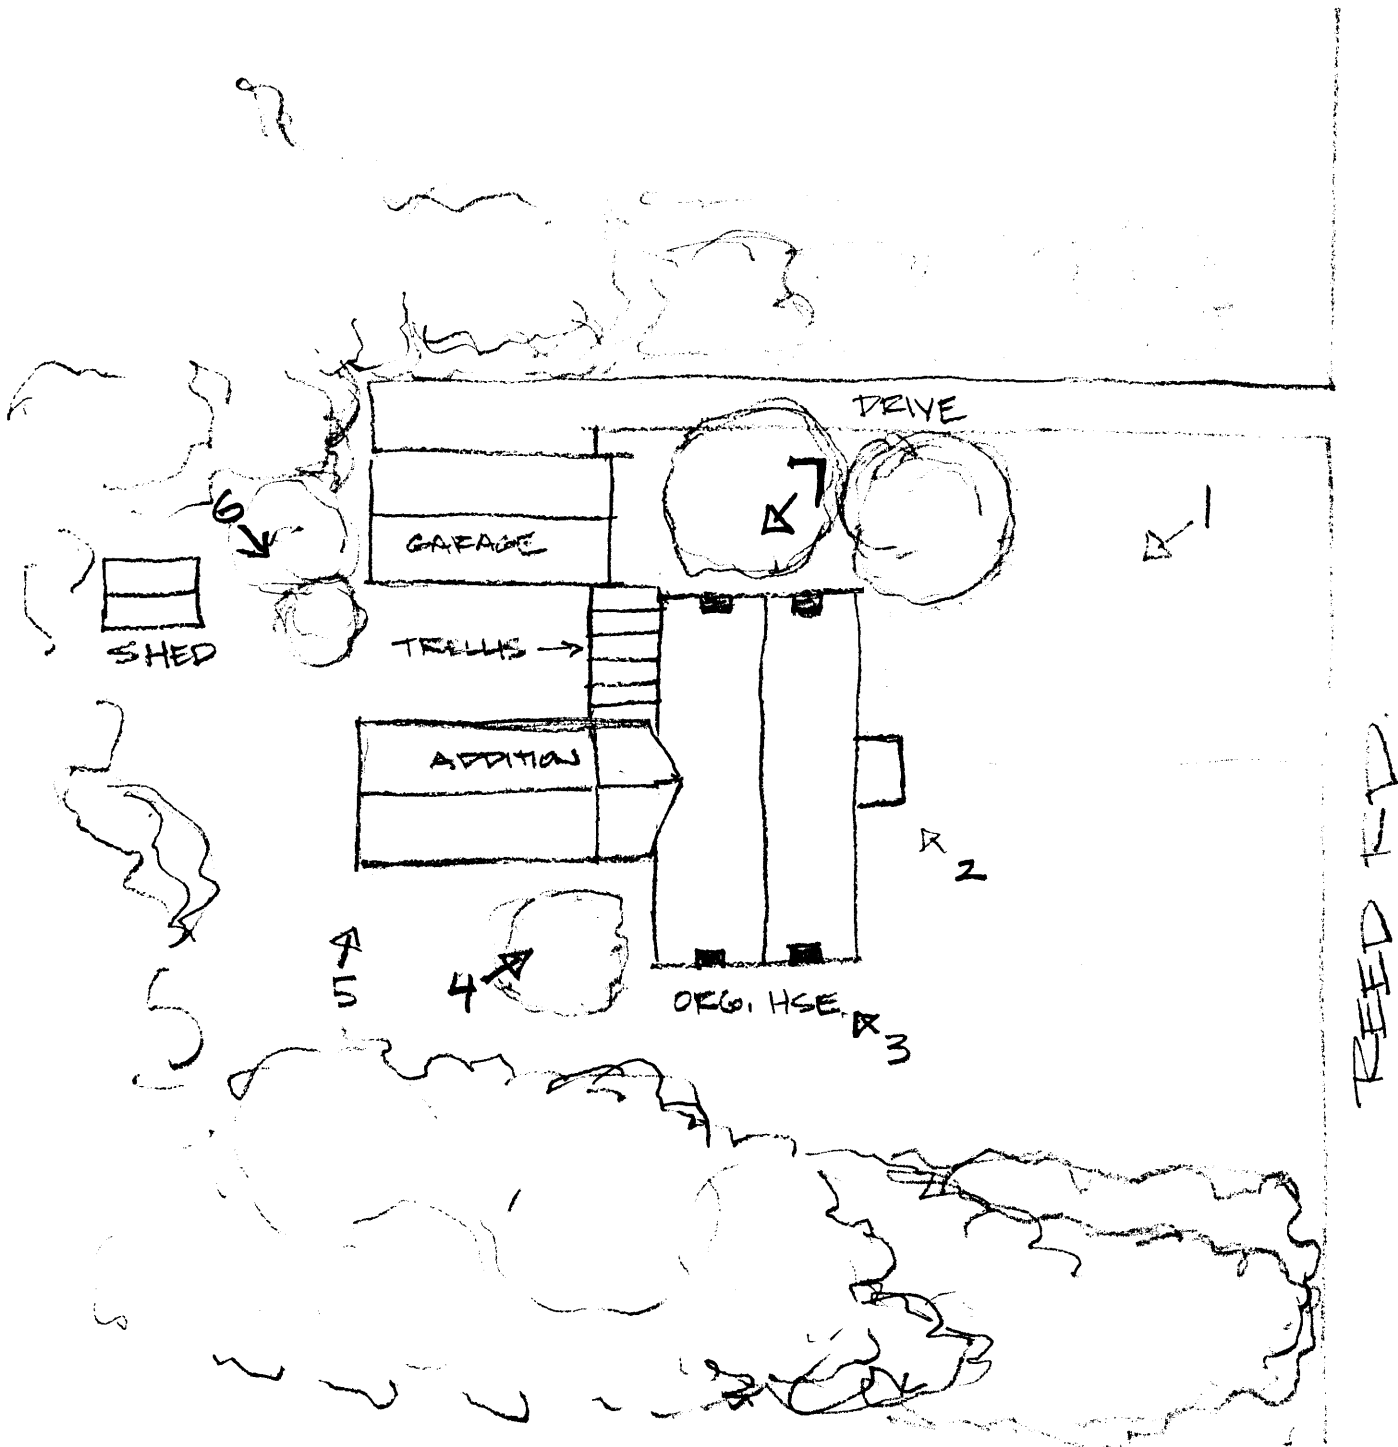 DRIVE
7
1
6
GARAGE
SHED
TRELLIS
ADDITION
2
5
4
ORG. HSE.
3
REED RD.